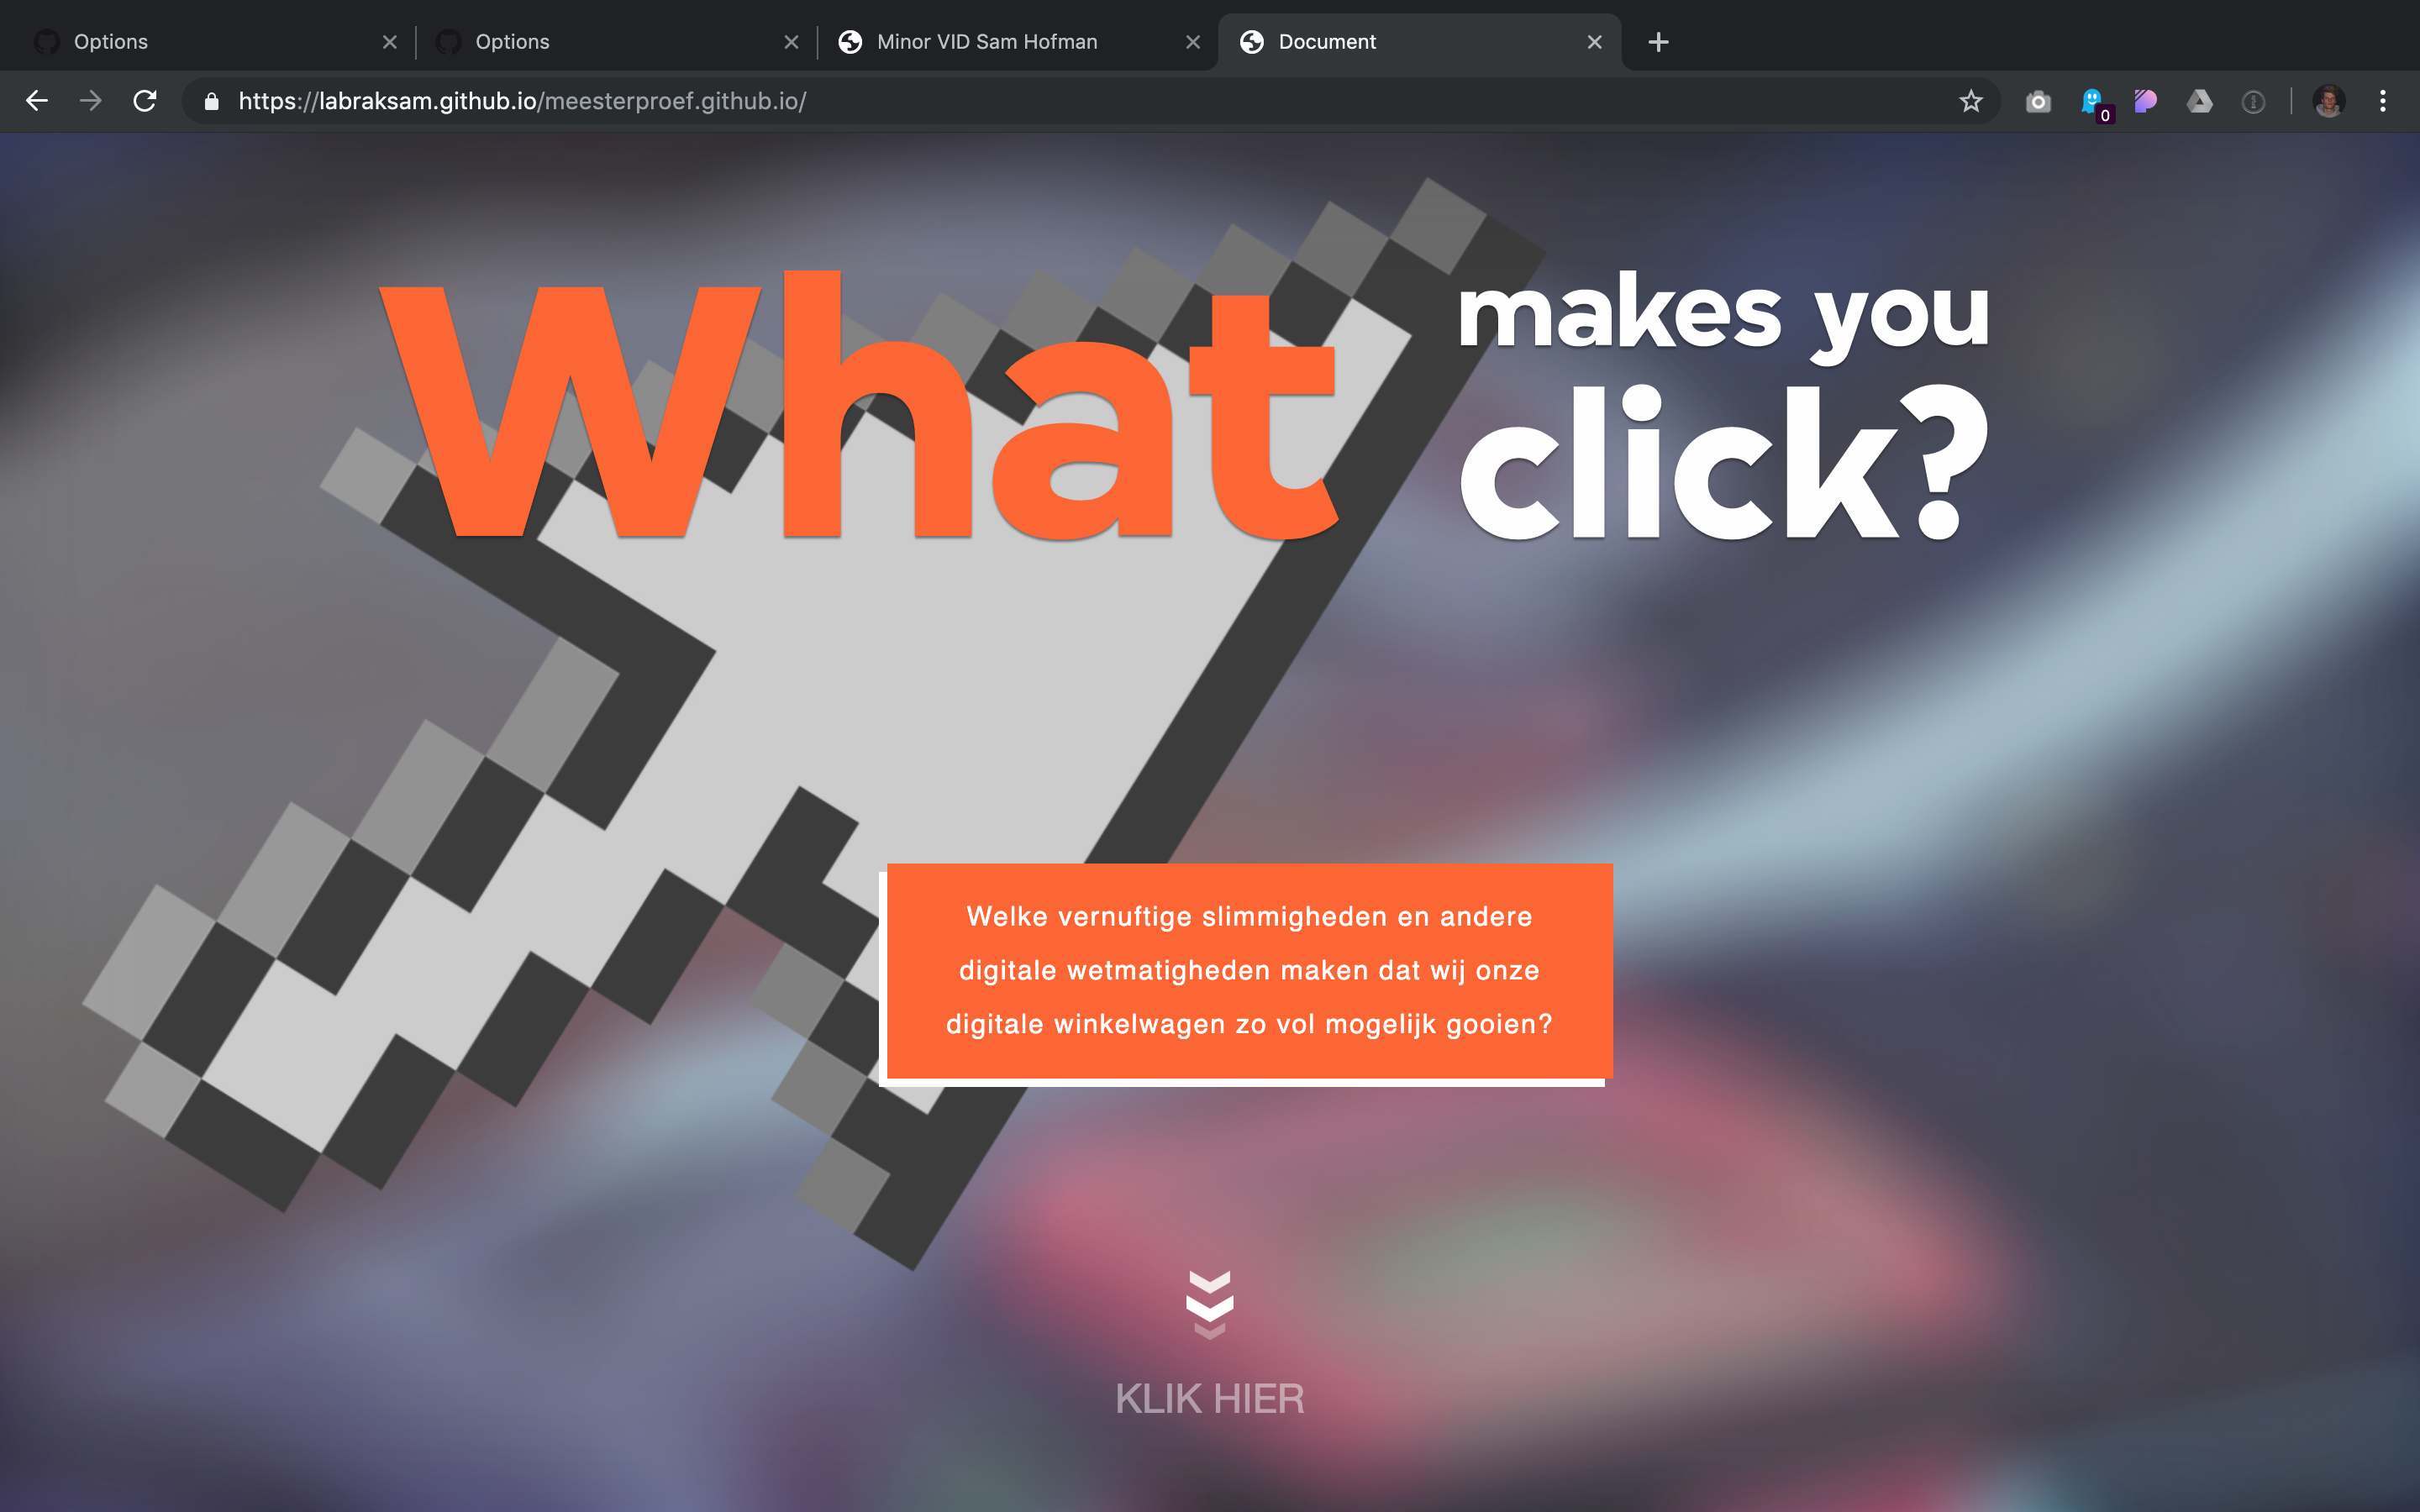 Options
Options
Minor VID Sam Hofman
Document
https://labraksam.github.io/meesterproef.github.io/
0
What
makes you
click?
Welke vernuftige slimmigheden en andere
digitale wetmatigheden maken dat wij onze
digitale winkelwagen zo vol mogelijk gooien?
KLIK HIER